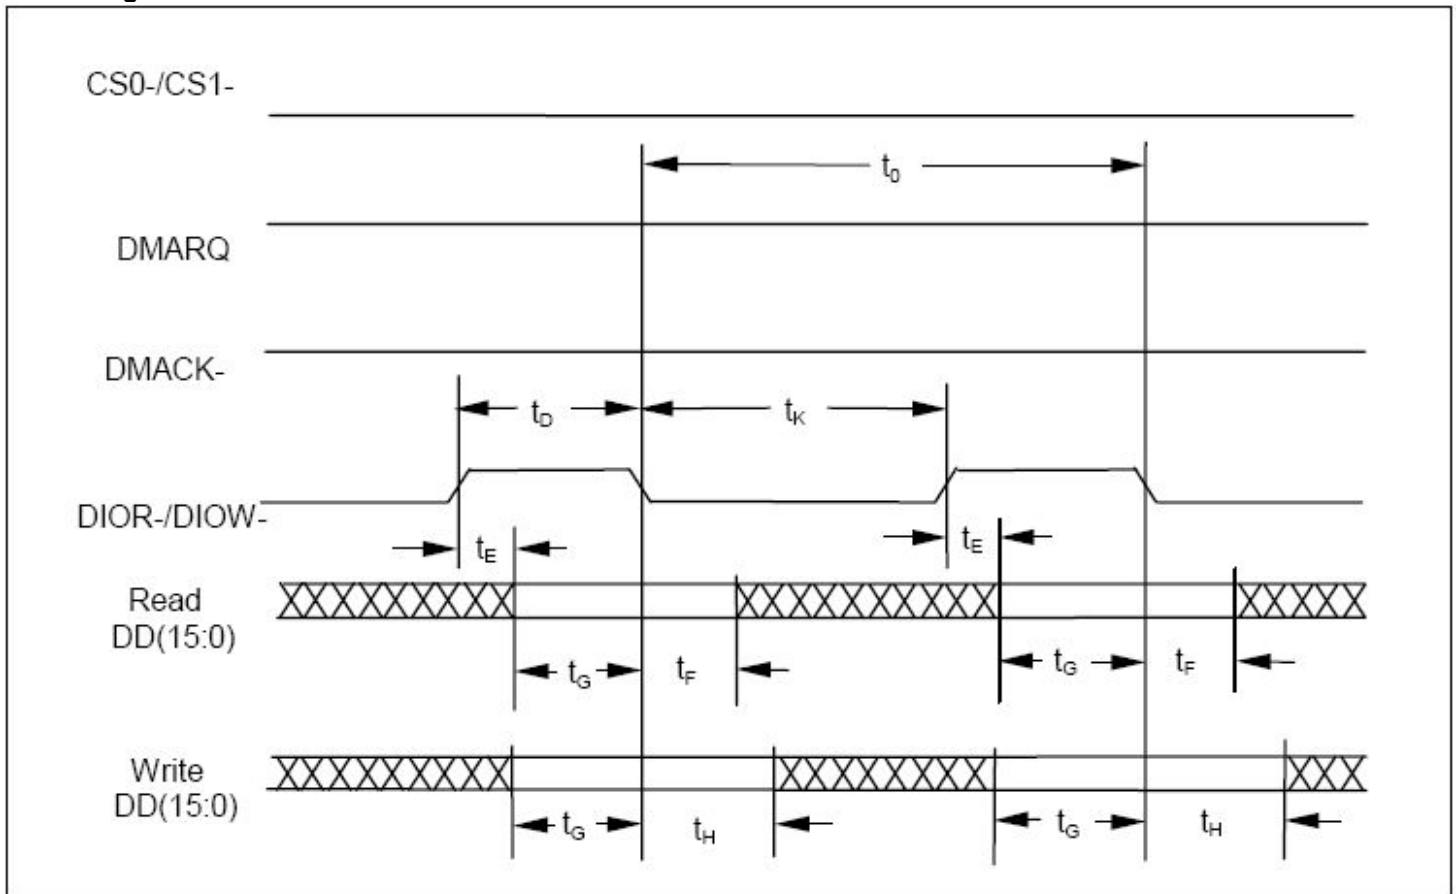 CS0-/CS1-
t0
DMARQ
DMACK-
tD tK
DIOR-/DIOW-
tE tE
Read
DD(15:0)
tG tF tG tF
Write
DD(15:0)
tG tH tG tH